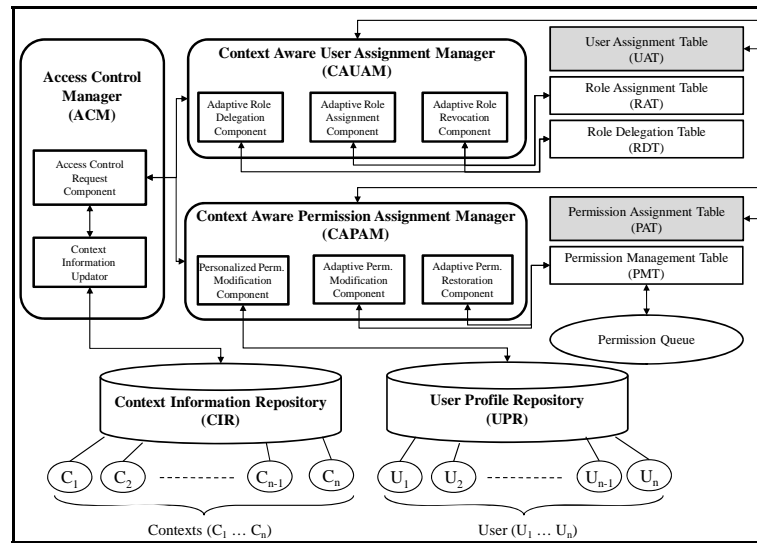 Access Control
Manager
(ACM)
Access Control
Request
Component
Context
Information
Updator
Context Aware User Assignment Manager
(CAUAM)
Adaptive Role
Delegation
Component
Adaptive Role
Assignment
Component
Adaptive Role
Revocation
Component
User Assignment Table
(UAT)
Role Assignment Table
(RAT)
Role Delegation Table
(RDT)
Context Aware Permission Assignment Manager
(CAPAM)
Personalized Perm.
Modification
Component
Adaptive Perm.
Modification
Component
Adaptive Perm.
Restoration
Component
Permission Assignment Table
(PAT)
Permission Management Table
(PMT)
Permission Queue
Context Information Repository
(CIR)
User Profile Repository
(UPR)
C1 C2 ---------- Cn-1 Cn
U1 U2 ---------- Un-1 Un
Contexts (C1 … Cn)
User (U1 … Un)